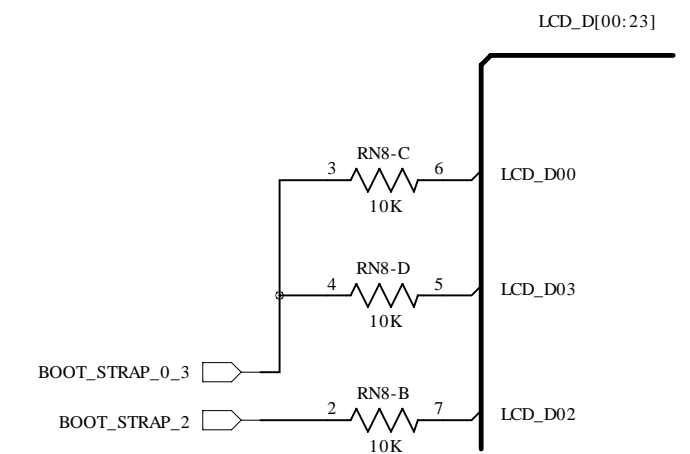 LCD_D[00:23]
RN8-C
3 6 LCD_D00
10K
RN8-D
4 5 LCD_D03
10K
BOOT_STRAP_0_3
RN8-B
BOOT_STRAP_2 2 7 LCD_D02
10K